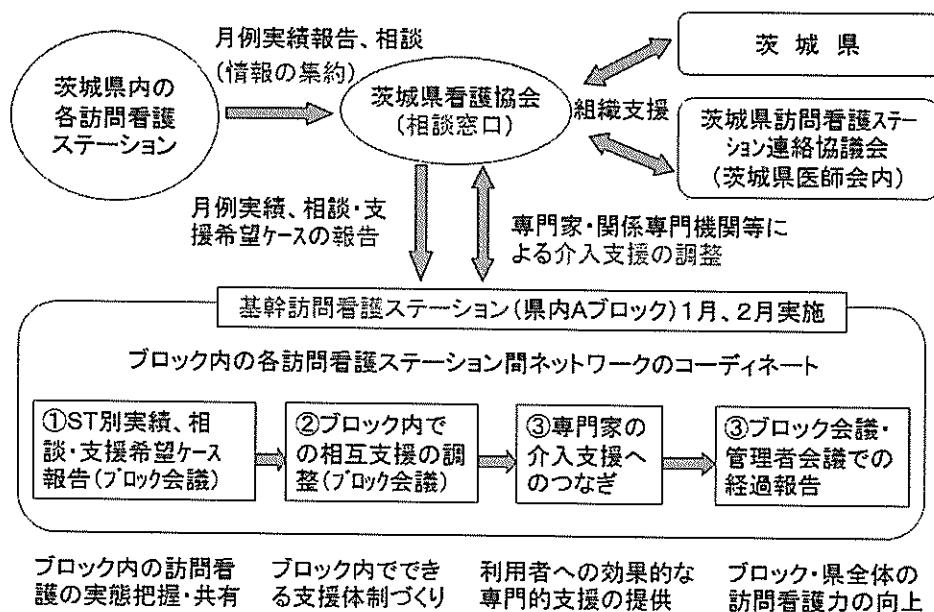 茨城県内の
各訪問看護
ステーション
月例実績報告、相談
(情報の集約)
茨城県看護協会
(相談窓口)
組織支援
茨 城 県
茨城県訪問看護ステー
ション連絡協議会
(茨城県医師会内)
月例実績、相談・支
援希望ケースの報告
専門家・関係専門機関等に
よる介入支援の調整
基幹訪問看護ステーション(県内Aブロック)1月、2月実施
ブロック内の各訪問看護ステーション間ネットワークのコーディネート
①ST別実績、相
談・支援希望ケース
報告(ブロック会議)
②ブロック内で
の相互支援の調
整(ブロック会議)
③専門家の
介入支援へ
のつなぎ
③ブロック会議・
管理者会議での
経過報告
ブロック内の訪問看
護の実態把握・共有
ブロック内ででき
る支援体制づくり
利用者への効果的な
専門的支援の提供
ブロック・県全体の
訪問看護力の向上